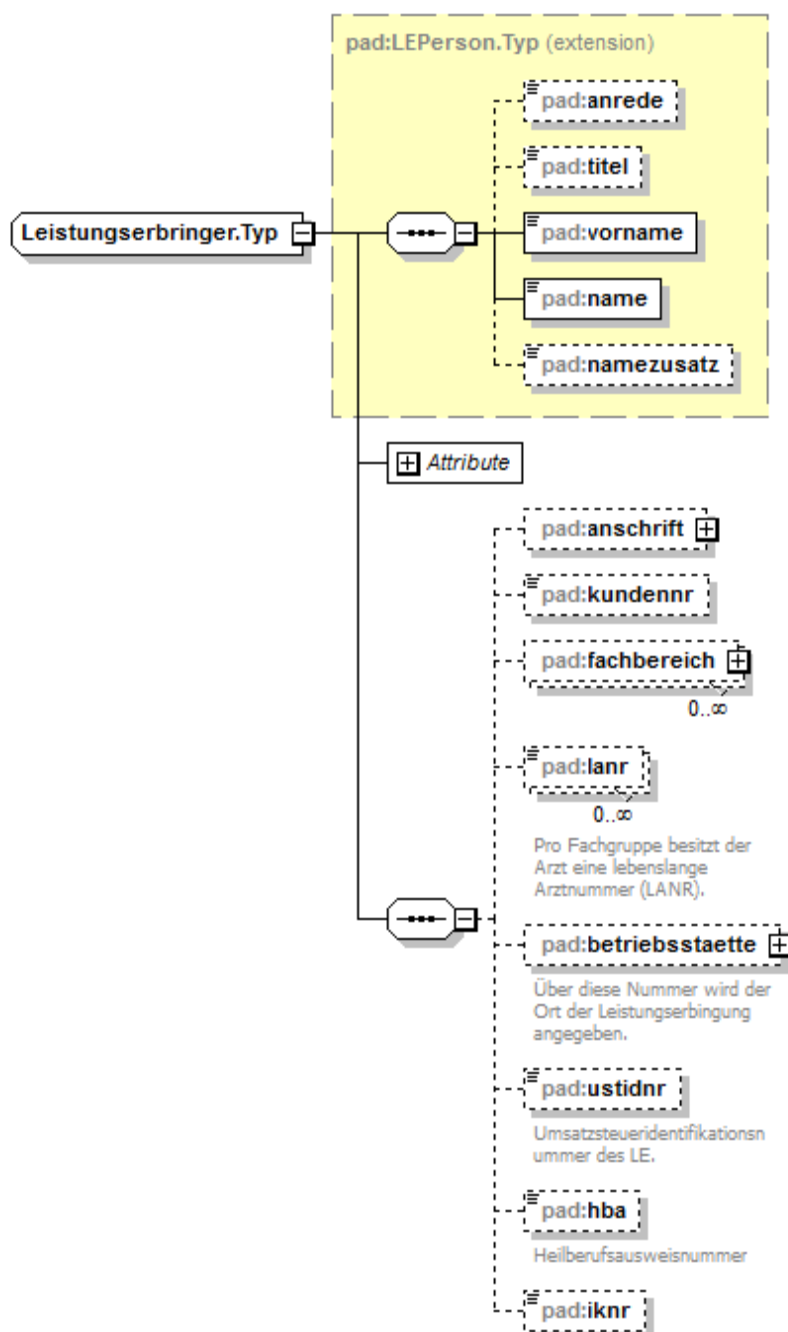 pad:LEPerson.Typ (extension)
pad:anrede
pad:titel
Leistungserbringer.Typ
pad:vorname
pad:name
pad:namezusatz
Attribute
pad:anschrift
pad:kundennr
pad:fachbereich
0..∞
pad:lanr
0..∞
Pro Fachgruppe besitzt der
Arzt eine lebenslange
Arztnummer (LANR).
pad:betriebsstaette
Über diese Nummer wird der
Ort der Leistungserbingung
angegeben.
pad:ustidnr
Umsatzsteueridentifikationsn
ummer des LE.
pad:hba
Heilberufsausweisnummer
pad:iknr